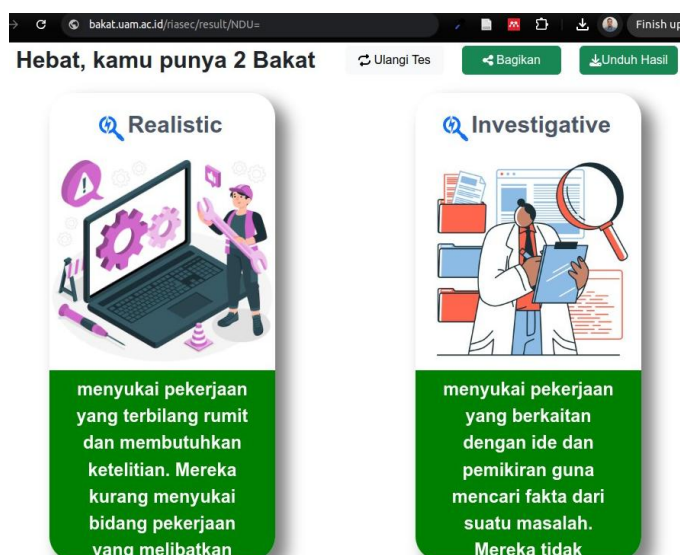 bakat.uam.ac.id/riasec/result/NDU=
Finish up
Hebat, kamu punya 2 Bakat
Ulangi Tes
Bagikan
Unduh Hasil
Realistic
menyukai pekerjaan
yang terbilang rumit
dan membutuhkan
ketelitian. Mereka
kurang menyukai
bidang pekerjaan
yang melibatkan
Investigative
menyukai pekerjaan
yang berkaitan
dengan ide dan
pemikiran guna
mencari fakta dari
suatu masalah.
Mereka tidak